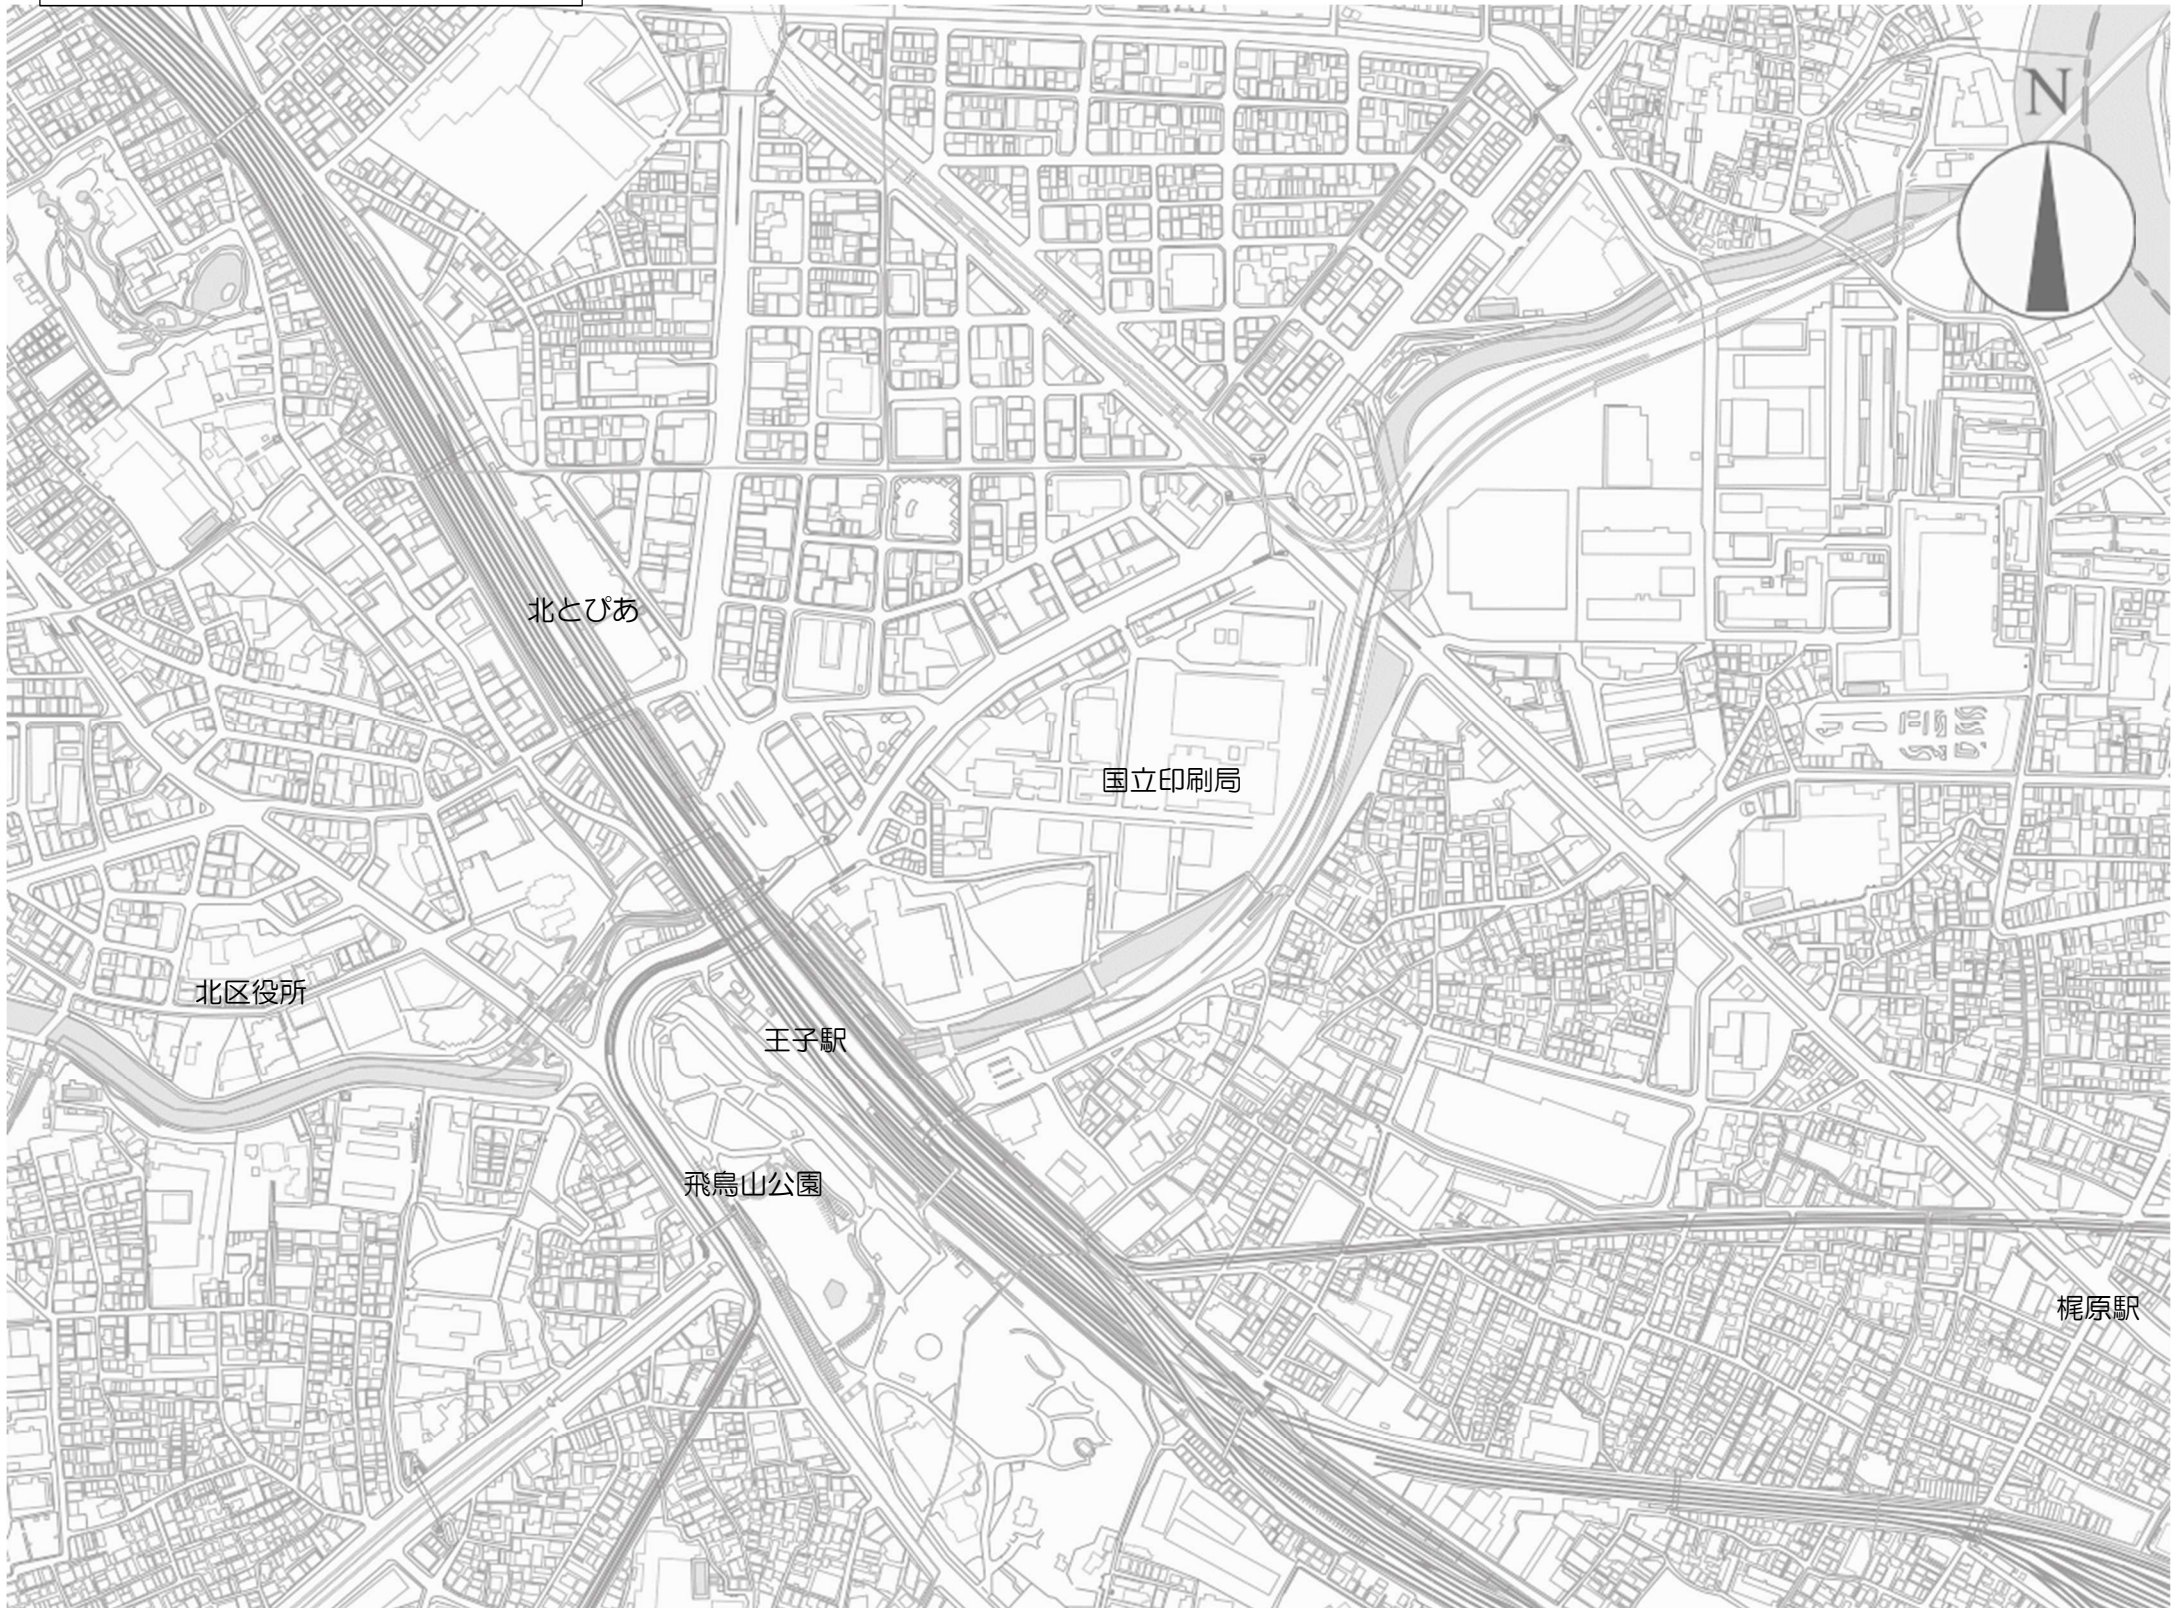 N
北とぴあ
国立印刷局
北区役所
王子駅
飛鳥山公園
梶原駅